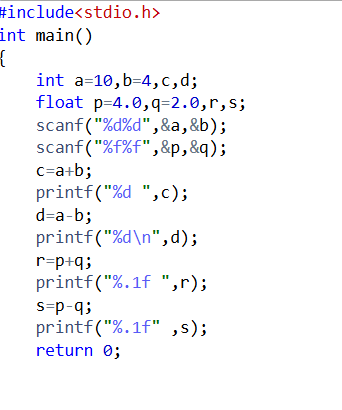 #include<stdio.h>
int main()
{
    int a=10,b=4,c,d;
    float p=4.0,q=2.0,r,s;
    scanf("%d%d",&a,&b);
    scanf("%f%f",&p,&q);
    c=a+b;
    printf("%d ",c);
    d=a-b;
    printf("%d\n",d);
    r=p+q;
    printf("%.1f ",r);
    s=p-q;
    printf("%.1f" ,s);
    return 0;